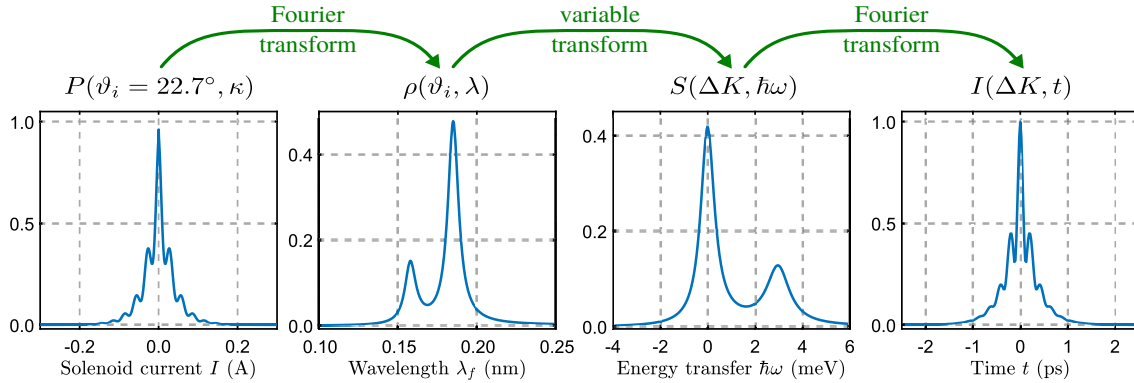 Fourier
transform
variable
transform
Fourier
transform
P(ϑᵢ = 22.7°, κ)
ρ(ϑᵢ, λ)
S(ΔK, ℏω)
I(ΔK, t)
1.0
0.5
0.0
-0.2
0.0
0.2
Solenoid current I (A)
0.4
0.2
0.0
0.10
0.15
0.20
0.25
Wavelength λ_f (nm)
0.4
0.2
0.0
-4
-2
0
2
4
6
Energy transfer ℏω (meV)
1.0
0.5
0.0
-2
-1
0
1
2
Time t (ps)